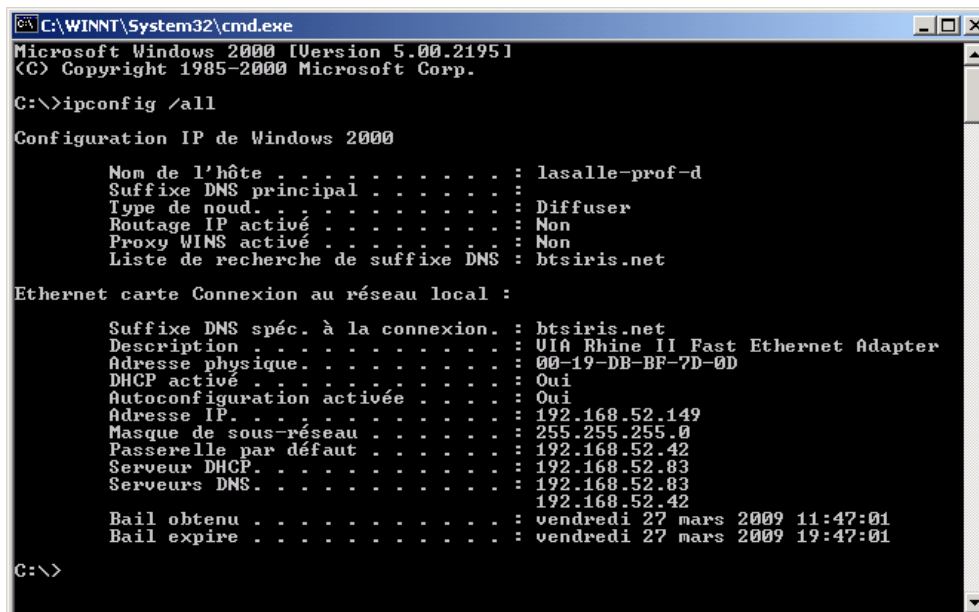 C:\WINNT\System32\cmd.exe
Microsoft Windows 2000 [Version 5.00.2195]
(C) Copyright 1985-2000 Microsoft Corp.
C:\>ipconfig /all
Configuration IP de Windows 2000
Nom de l'hôte . . . . . . . . . . . : lasalle-prof-d
Suffixe DNS principal . . . . . . :
Type de noud. . . . . . . . . . . : Diffuser
Routage IP activé . . . . . . . . : Non
Proxy WINS activé . . . . . . . . : Non
Liste de recherche de suffixe DNS : btsiris.net
Ethernet carte Connexion au réseau local :
Suffixe DNS spéc. à la connexion. : btsiris.net
Description . . . . . . . . . . . : VIA Rhine II Fast Ethernet Adapter
Adresse physique. . . . . . . . . : 00-19-DB-BF-7D-0D
DHCP activé . . . . . . . . . . . : Oui
Autoconfiguration activée . . . . : Oui
Adresse IP. . . . . . . . . . . . : 192.168.52.149
Masque de sous-réseau . . . . . . : 255.255.255.0
Passerelle par défaut . . . . . . : 192.168.52.42
Serveur DHCP. . . . . . . . . . . : 192.168.52.83
Serveurs DNS. . . . . . . . . . . : 192.168.52.83
192.168.52.42
Bail obtenu . . . . . . . . . . . : vendredi 27 mars 2009 11:47:01
Bail expire . . . . . . . . . . . : vendredi 27 mars 2009 19:47:01
C:\>